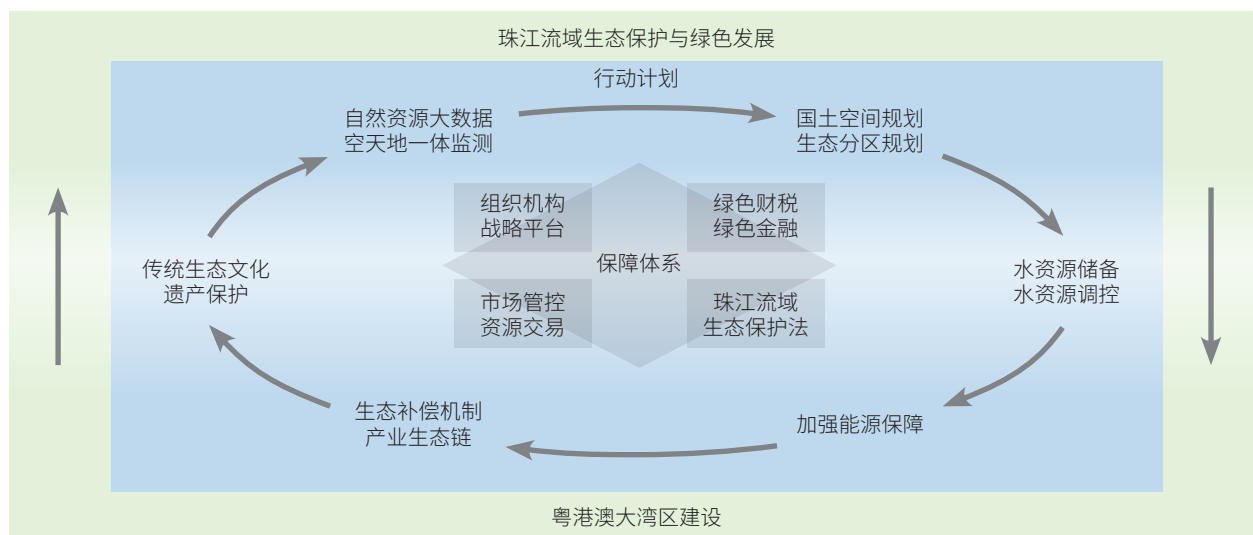 珠江流域生态保护与绿色发展
行动计划
自然资源大数据
空天地一体监测
国土空间规划
生态分区规划
组织机构
战略平台
绿色财税
绿色金融
传统生态文化
遗产保护
保障体系
水资源储备
水资源调控
市场管控
资源交易
珠江流域
生态保护法
生态补偿机制
产业生态链
加强能源保障
粤港澳大湾区建设